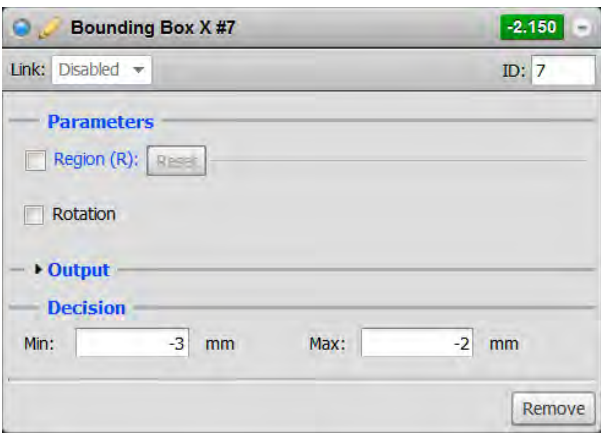 Bounding Box X #7 -2.150
Link: Disabled ID: 7
Parameters
Region (R): Reset
Rotation
Output
Decision
Min: -3 mm Max: -2 mm
Remove